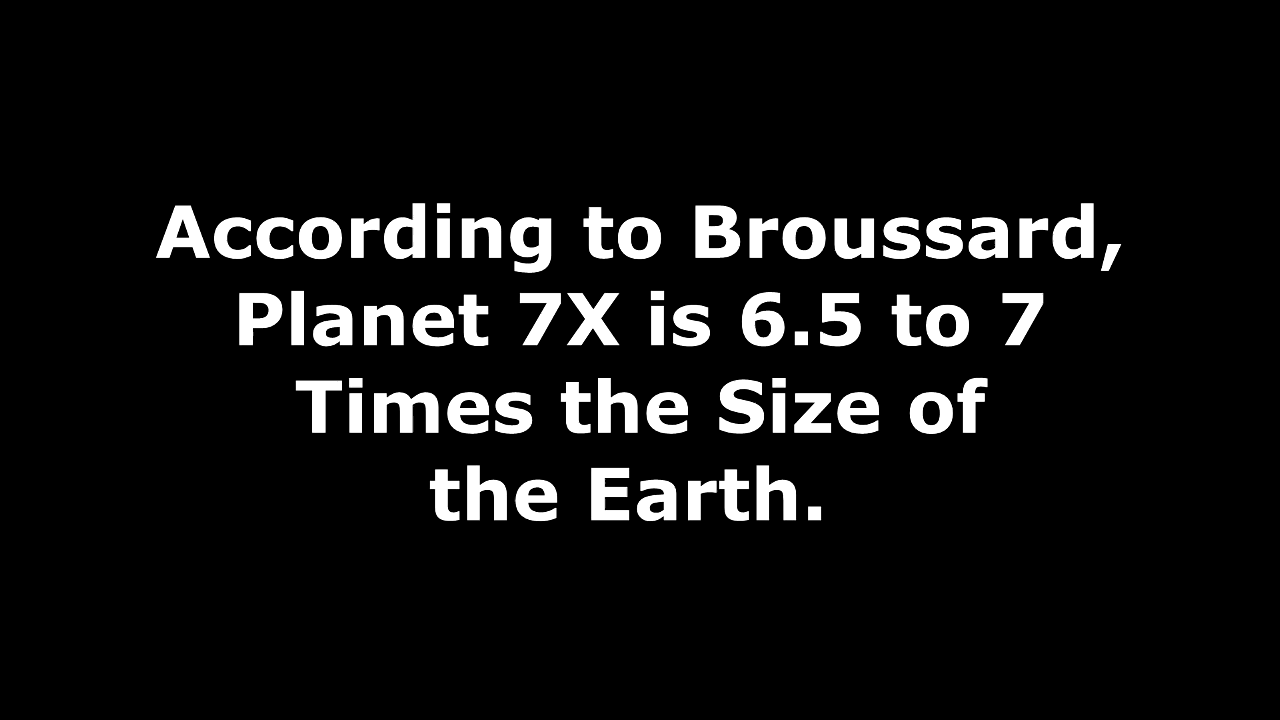 According to Broussard,
Planet 7X is 6.5 to 7
Times the Size of
the Earth.